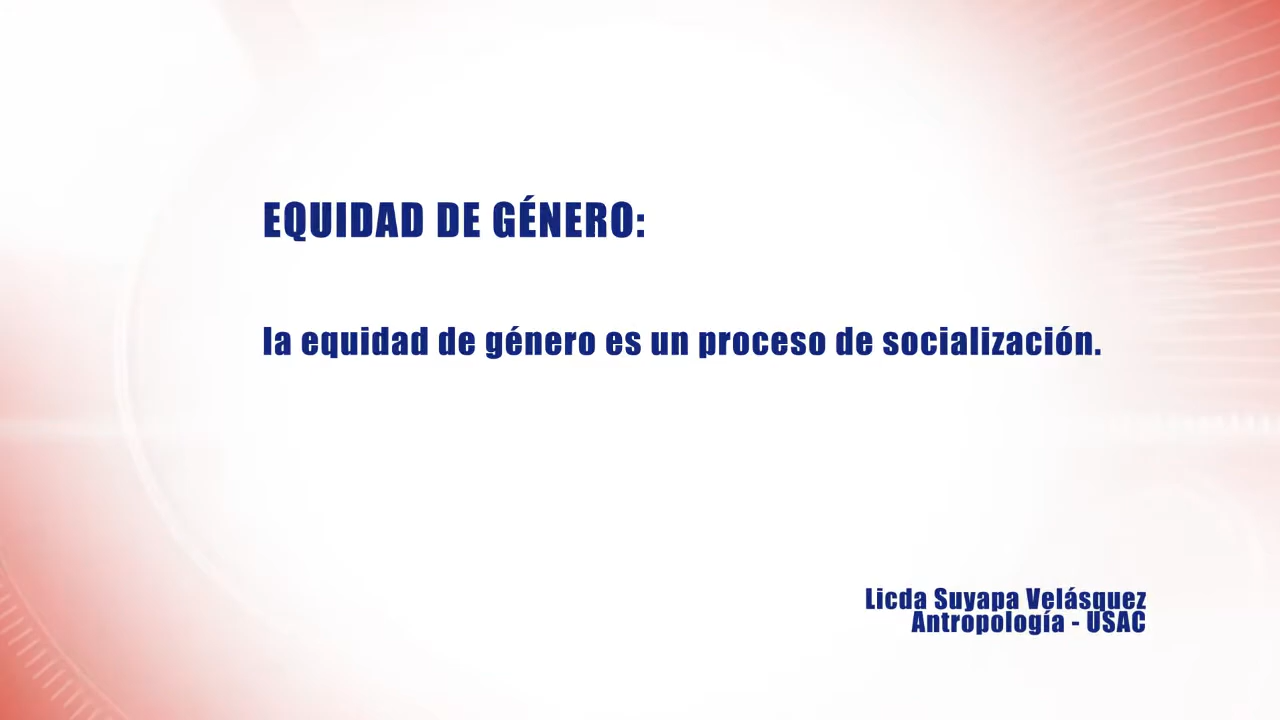 EQUIDAD DE GÉNERO:
la equidad de género es un proceso de socialización.
Licda Suyapa Velásquez
Antropología - USAC